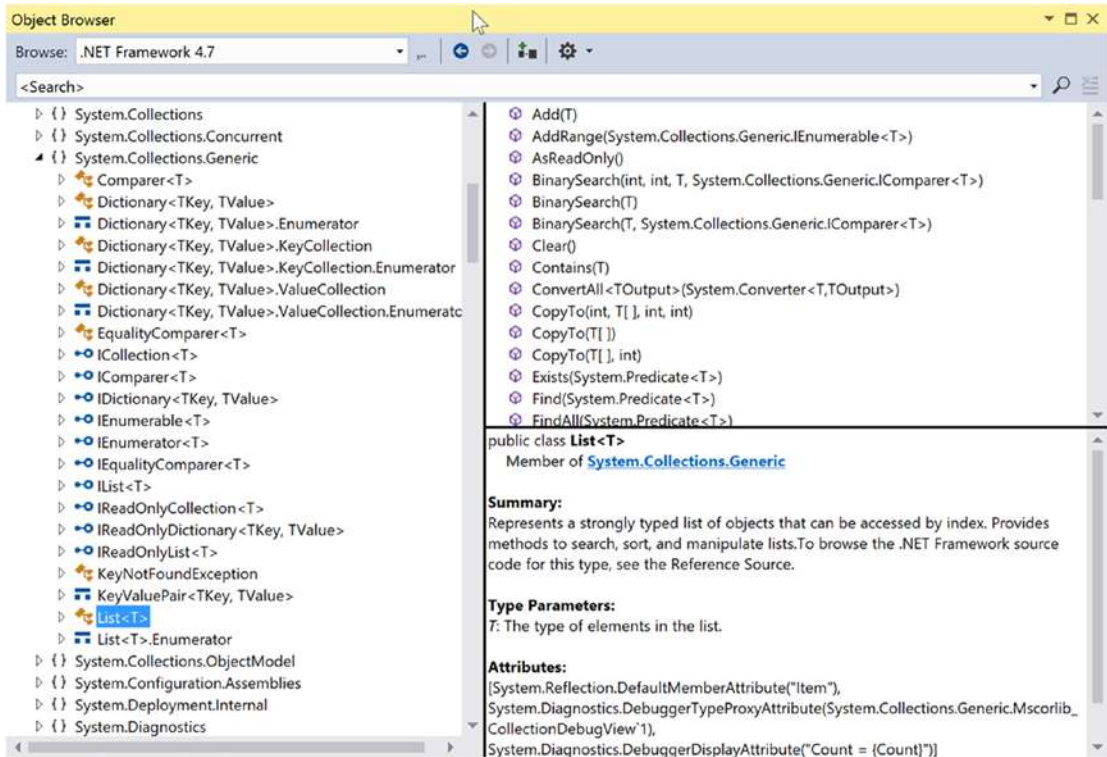 Object Browser
Browse: .NET Framework 4.7
<Search>
{ } System.Collections
{ } System.Collections.Concurrent
{ } System.Collections.Generic
Comparer<T>
Dictionary<TKey, TValue>
Dictionary<TKey, TValue>.Enumerator
Dictionary<TKey, TValue>.KeyCollection
Dictionary<TKey, TValue>.KeyCollection.Enumerator
Dictionary<TKey, TValue>.ValueCollection
Dictionary<TKey, TValue>.ValueCollection.Enumeratc
EqualityComparer<T>
ICollection<T>
IComparer<T>
IDictionary<TKey, TValue>
IEnumerable<T>
IEnumerator<T>
IEqualityComparer<T>
IList<T>
IReadOnlyCollection<T>
IReadOnlyDictionary<TKey, TValue>
IReadOnlyList<T>
KeyNotFoundException
KeyValuePair<TKey, TValue>
List<T>
List<T>.Enumerator
{ } System.Collections.ObjectModel
{ } System.Configuration.Assemblies
{ } System.Deployment.Internal
{ } System.Diagnostics
Add(T)
AddRange(System.Collections.Generic.IEnumerable<T>)
AsReadOnly()
BinarySearch(int, int, T, System.Collections.Generic.IComparer<T>)
BinarySearch(T)
BinarySearch(T, System.Collections.Generic.IComparer<T>)
Clear()
Contains(T)
ConvertAll<TOutput>(System.Converter<T,TOutput>)
CopyTo(int, T[ ], int, int)
CopyTo(T[ ])
CopyTo(T[ ], int)
Exists(System.Predicate<T>)
Find(System.Predicate<T>)
FindAll(System.Predicate<T>)
public class List<T>
Member of System.Collections.Generic
Summary:
Represents a strongly typed list of objects that can be accessed by index. Provides
methods to search, sort, and manipulate lists.To browse the .NET Framework source
code for this type, see the Reference Source.
Type Parameters:
T: The type of elements in the list.
Attributes:
[System.Reflection.DefaultMemberAttribute("Item"),
System.Diagnostics.DebuggerTypeProxyAttribute(System.Collections.Generic.Mscorlib_
CollectionDebugView`1),
System.Diagnostics.DebuggerDisplayAttribute("Count = {Count}")]